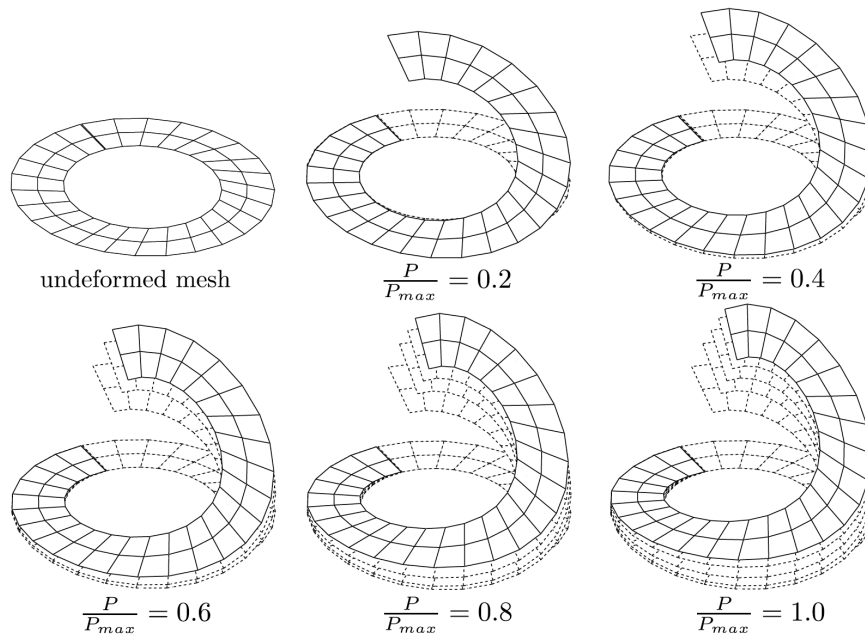 undeformed mesh
P/P_max = 0.2
P/P_max = 0.4
P/P_max = 0.6
P/P_max = 0.8
P/P_max = 1.0